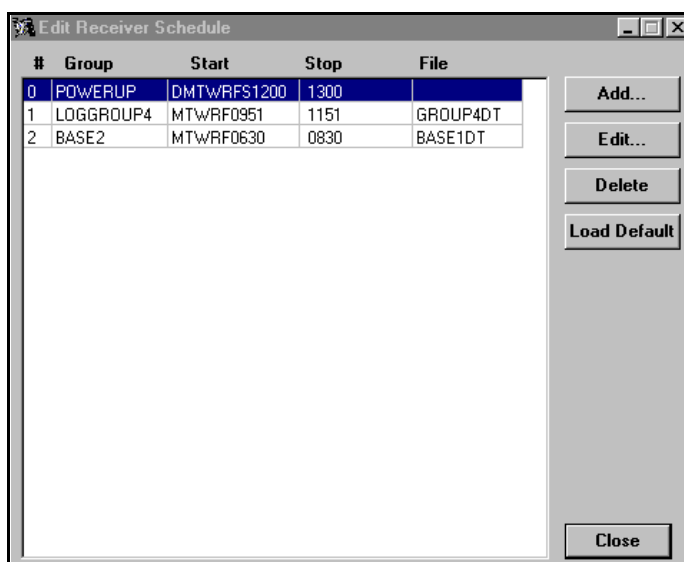 Edit Receiver Schedule
# Group Start Stop File
0 POWERUP DMTWRFS1200 1300
1 LOGGROUP4 MTWRF0951 1151 GROUP4DT
2 BASE2 MTWRF0630 0830 BASE1DT
Add...
Edit...
Delete
Load Default
Close